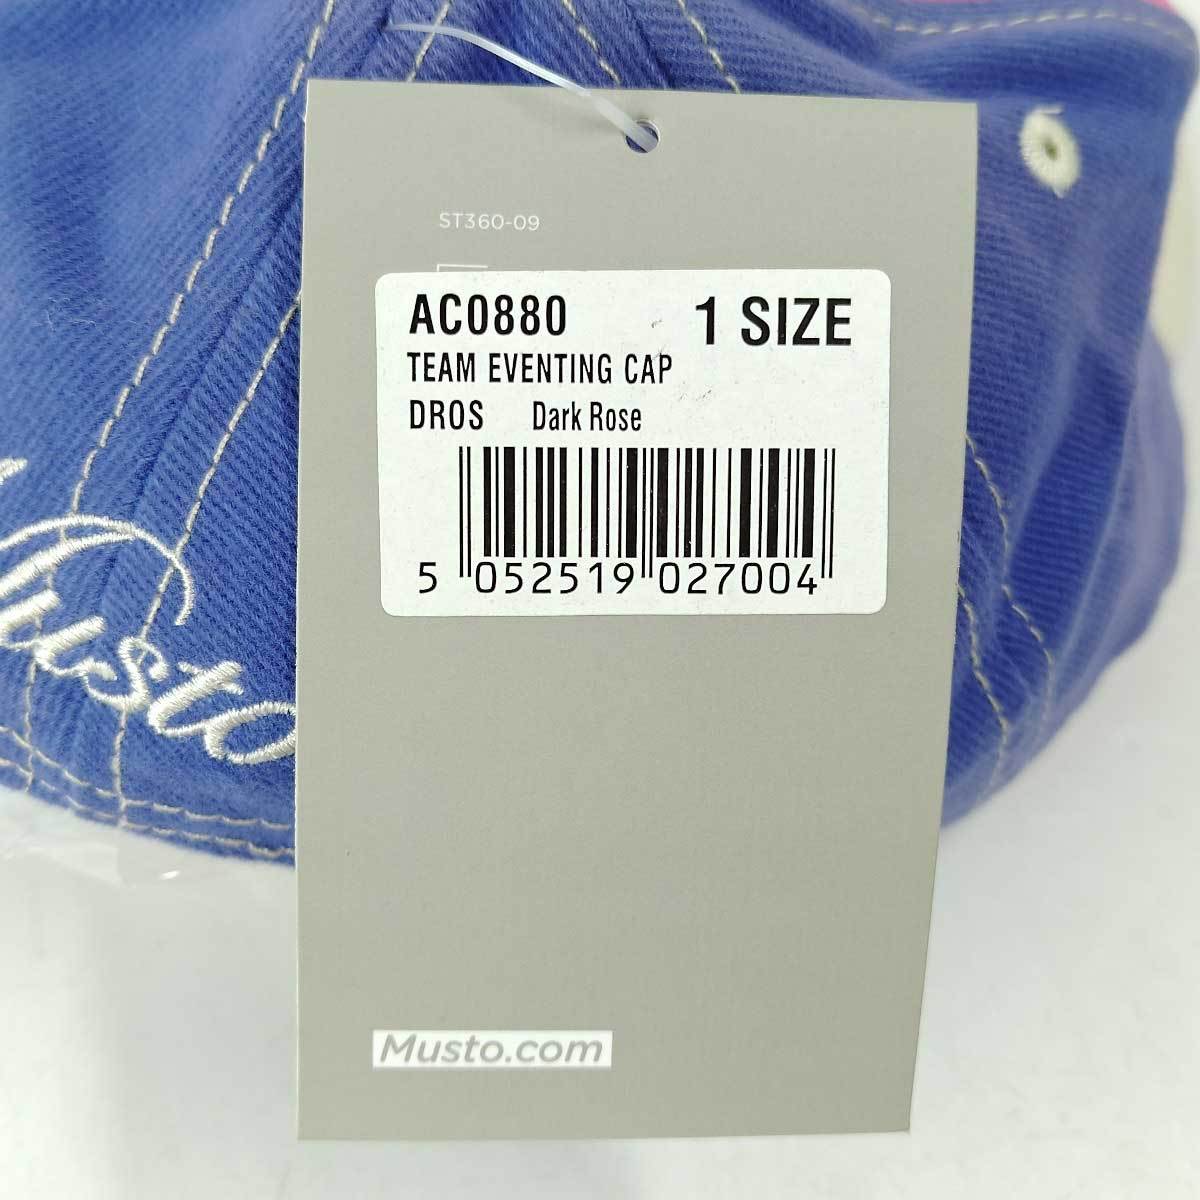 ST360-09
AC0880 1 SIZE
TEAM EVENTING CAP
DROS Dark Rose
5 052519 027004
Musto
Musto.com